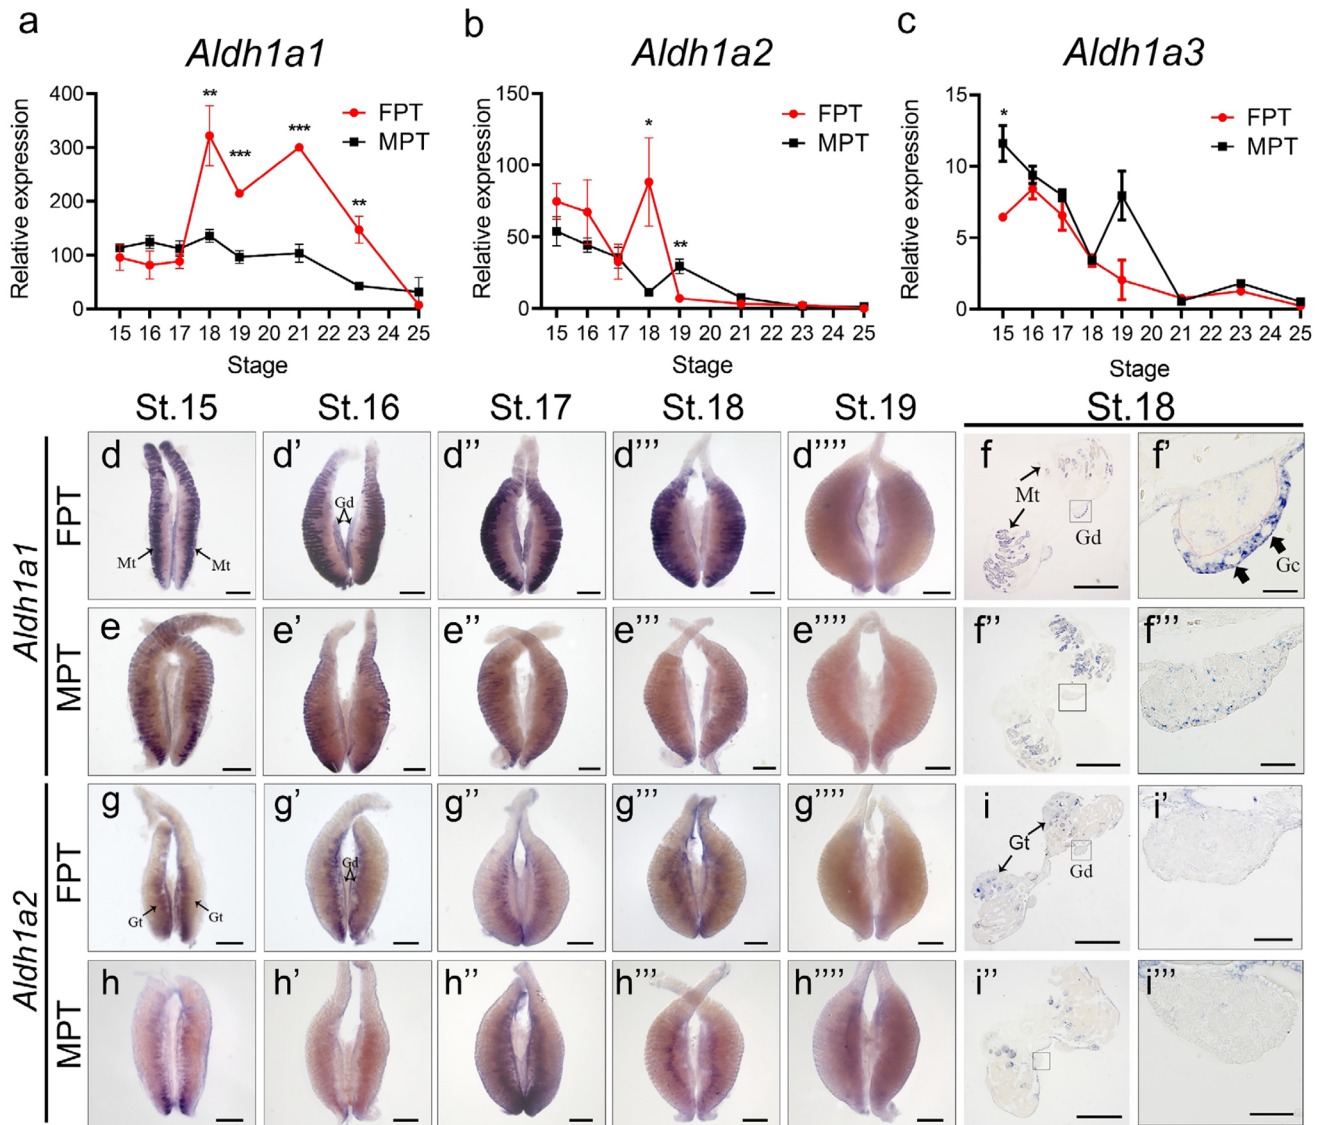 a
Aldh1a1
Relative expression
400
300
200
100
0
**
***
***
**
FPT
MPT
15 16 17 18 19 20 21 22 23 24 25
Stage
b
Aldh1a2
Relative expression
150
100
50
0
*
**
FPT
MPT
15 16 17 18 19 20 21 22 23 24 25
Stage
c
Aldh1a3
Relative expression
15
10
5
0
*
FPT
MPT
15 16 17 18 19 20 21 22 23 24 25
Stage
St.15 St.16 St.17 St.18 St.19 St.18
Aldh1a1
FPT
d d' d'' d''' d'''' f f'
Mt Mt
Gd
Mt
Gd
Gc
MPT
e e' e'' e''' e'''' f'' f'''
Aldh1a2
FPT
g g' g'' g''' g'''' i i'
Gt Gt
Gd
Gt
Gd
MPT
h h' h'' h''' h'''' i'' i'''